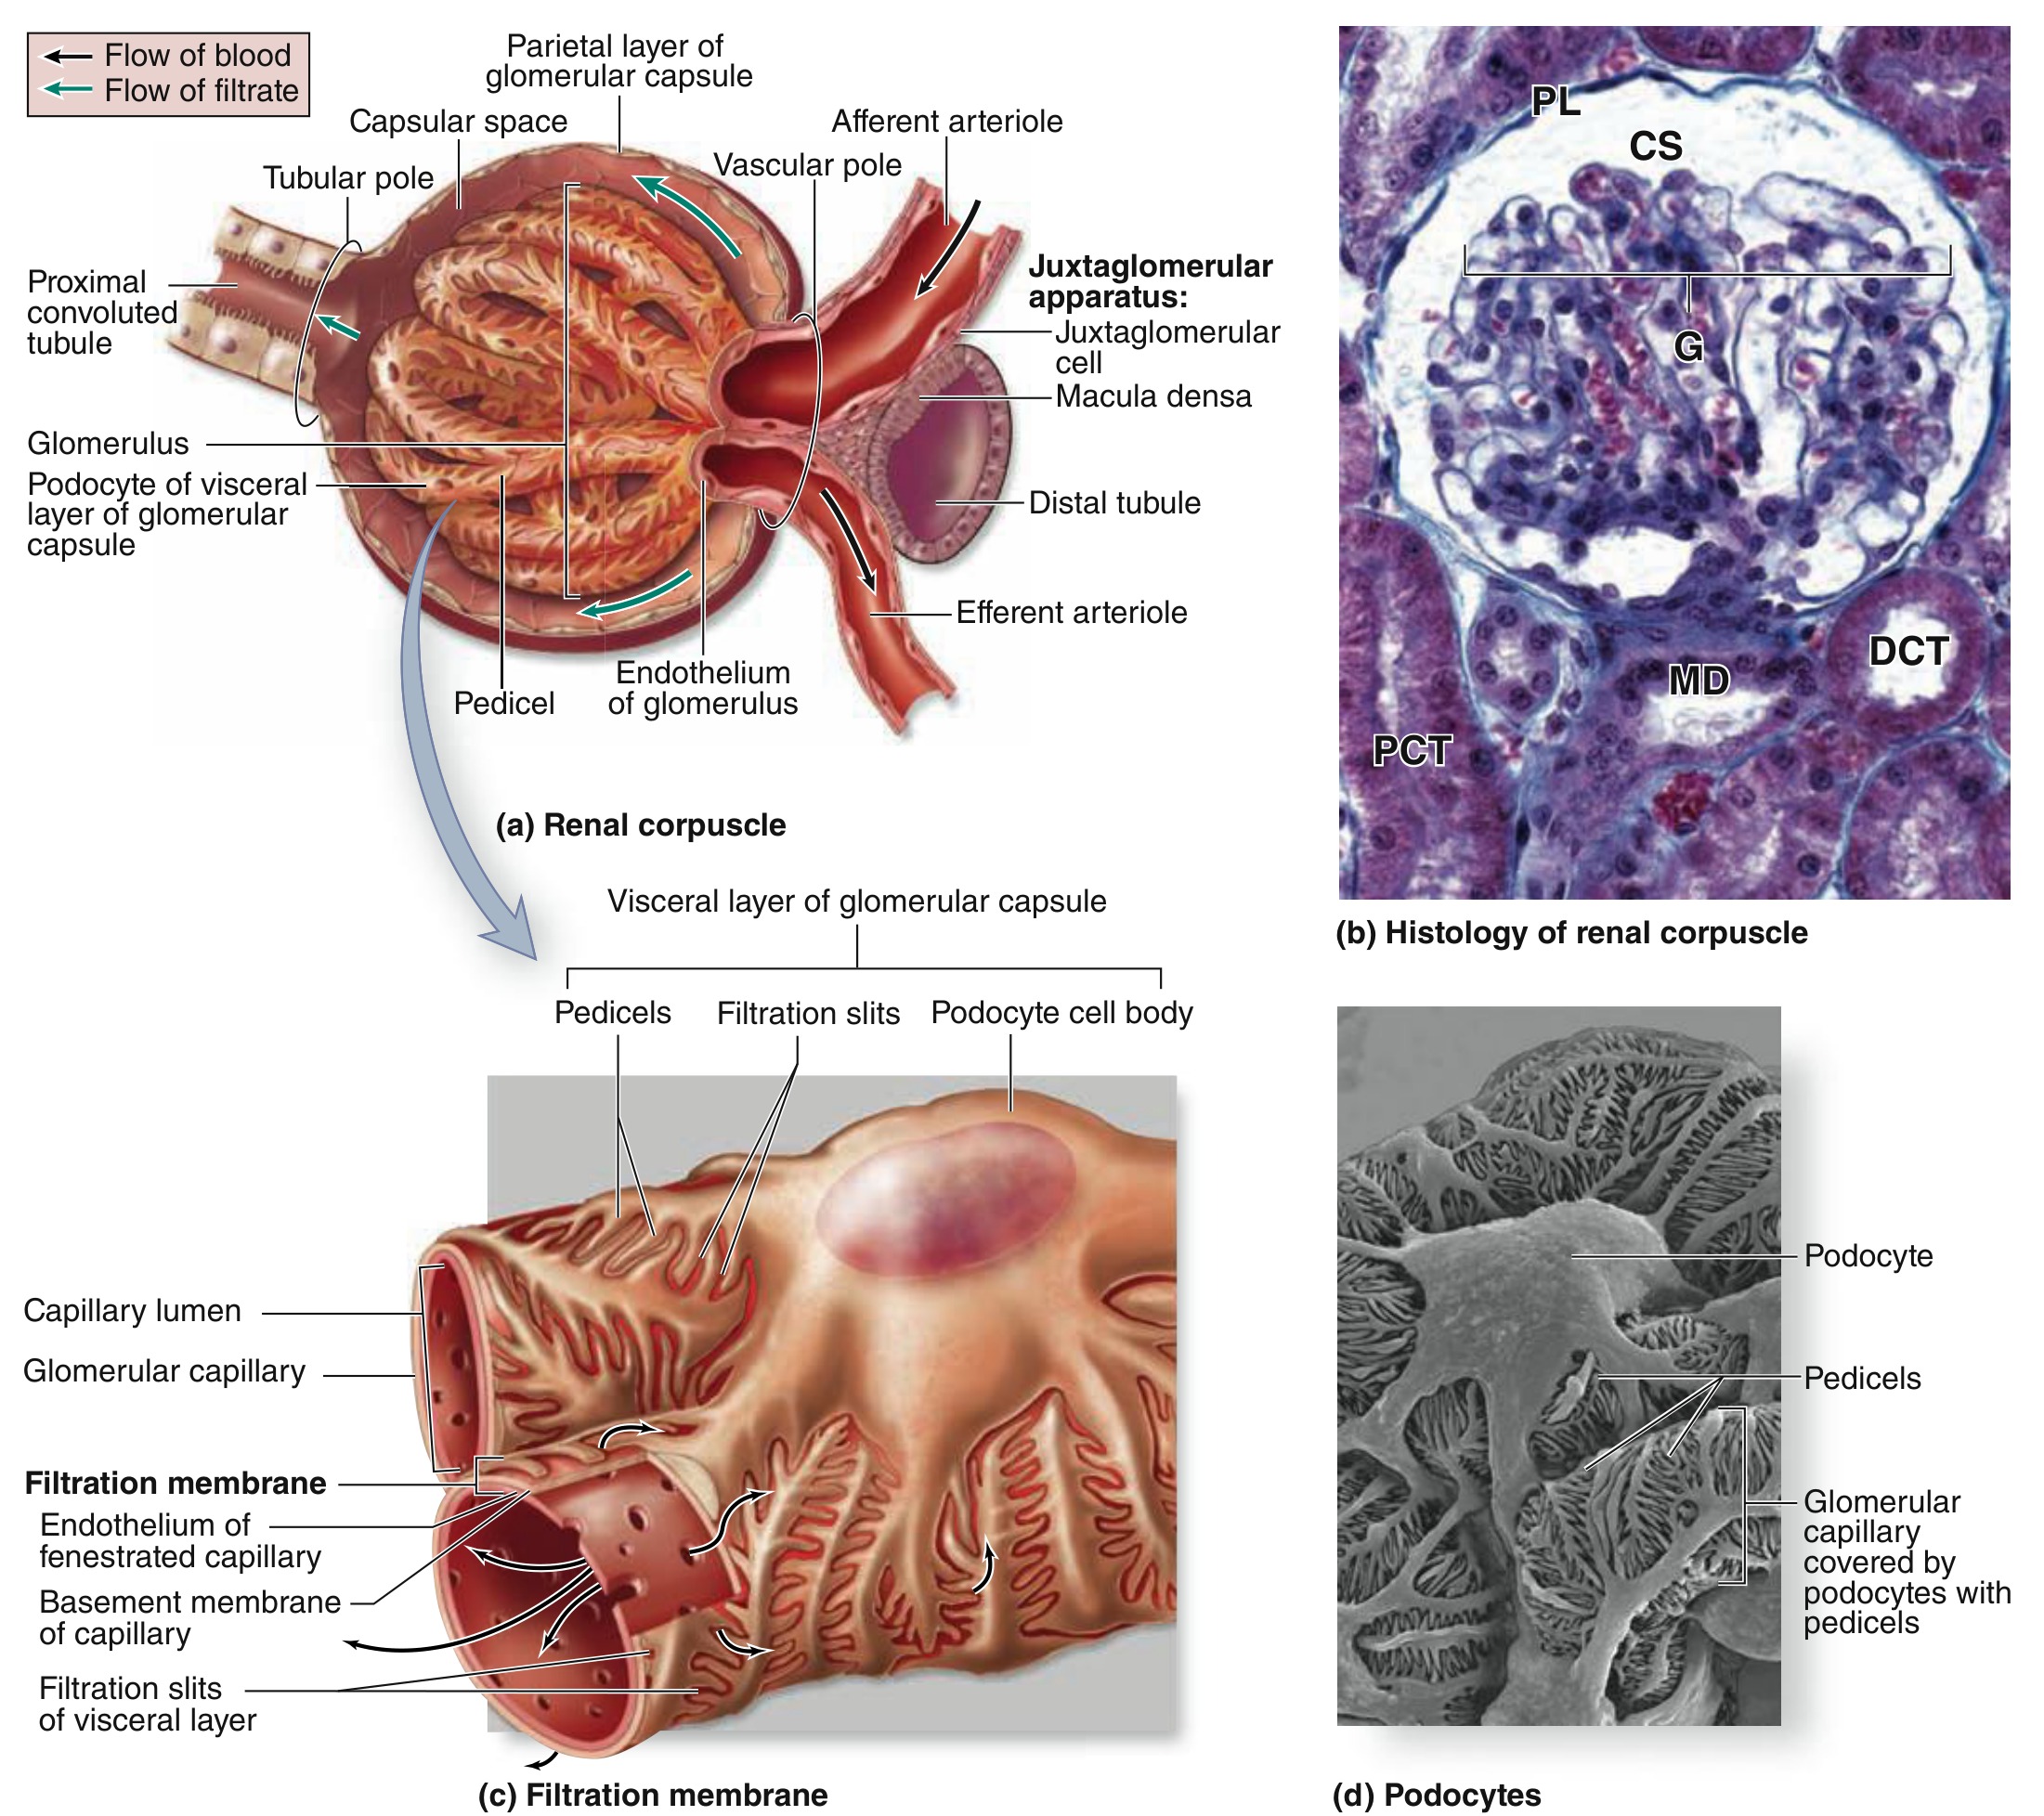 Flow of blood
Flow of filtrate
Parietal layer of
glomerular capsule
Capsular space
Afferent arteriole
Vascular pole
Tubular pole
Juxtaglomerular
apparatus:
Juxtaglomerular
cell
Macula densa
Proximal
convoluted
tubule
Glomerulus
Podocyte of visceral
layer of glomerular
capsule
Distal tubule
Efferent arteriole
Endothelium
of glomerulus
Pedicel
(a) Renal corpuscle
PL
CS
G
DCT
MD
PCT
(b) Histology of renal corpuscle
Visceral layer of glomerular capsule
Pedicels
Filtration slits
Podocyte cell body
Capillary lumen
Glomerular capillary
Filtration membrane
Endothelium of
fenestrated capillary
Basement membrane
of capillary
Filtration slits
of visceral layer
(c) Filtration membrane
Podocyte
Pedicels
Glomerular
capillary
covered by
podocytes with
pedicels
(d) Podocytes